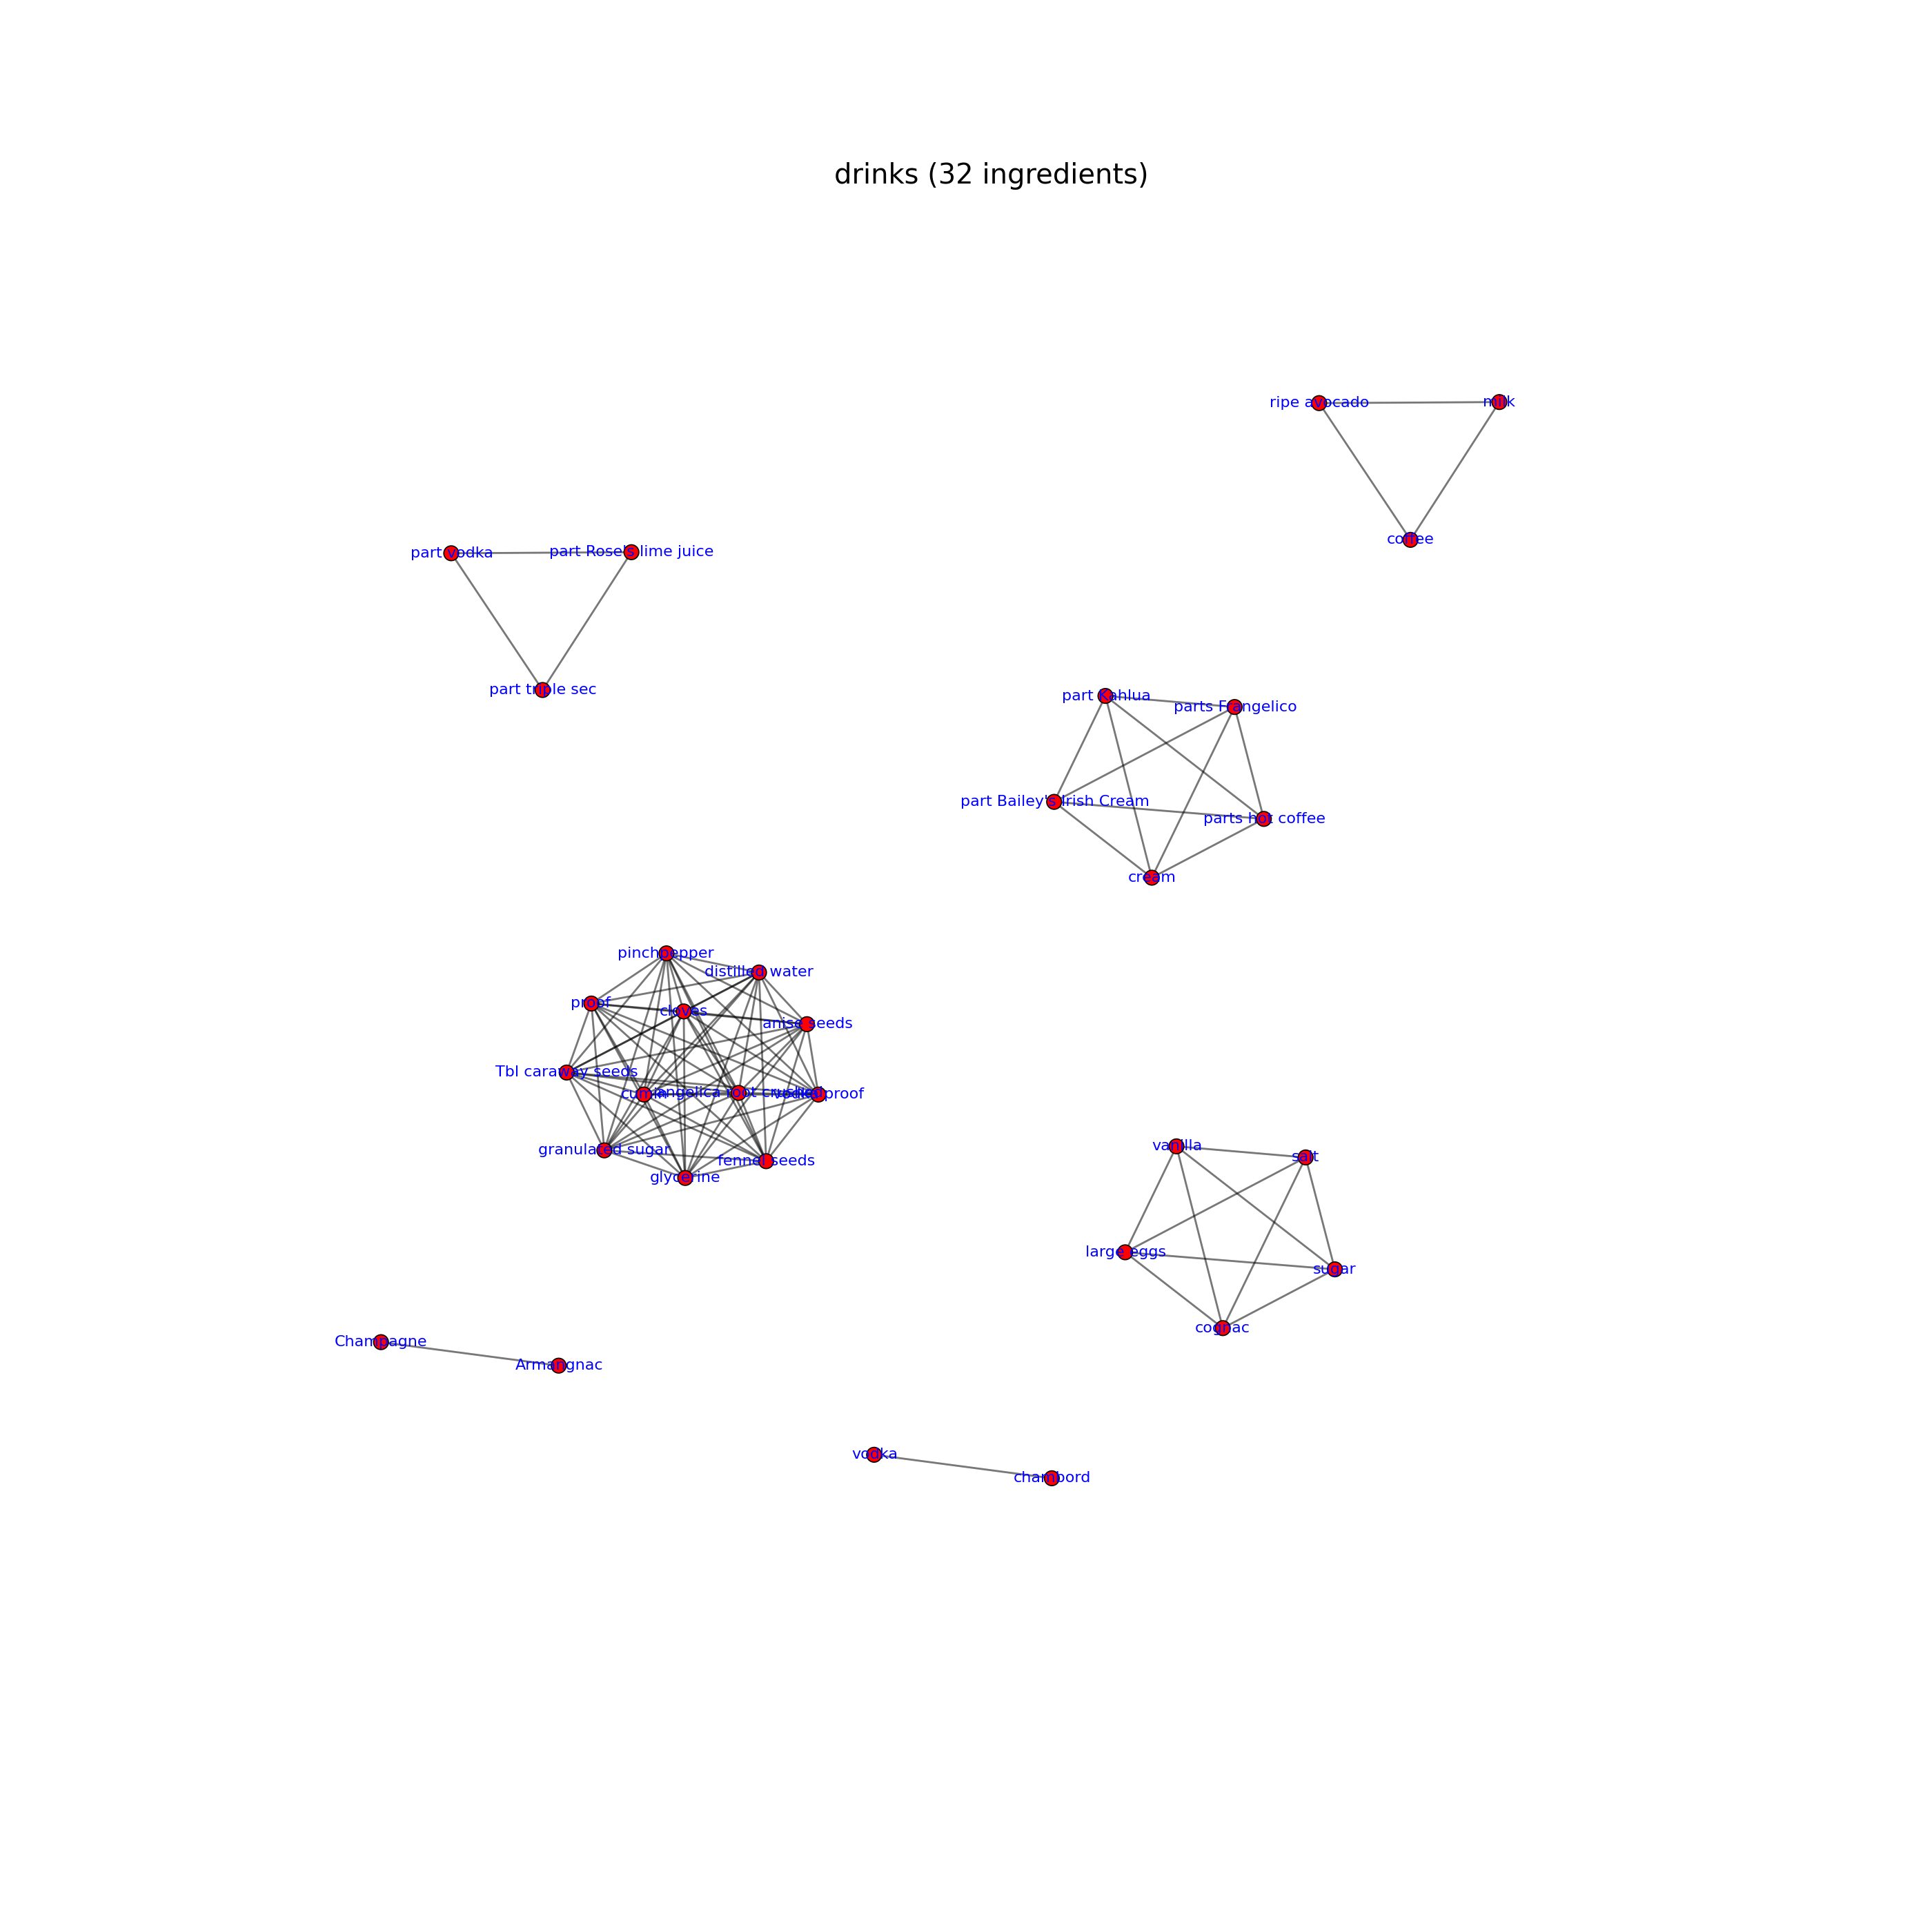 drinks (32 ingredients)
ripe avocado
milk
coffee
part vodka
part Rose's lime juice
part triple sec
part Kahlua
parts Frangelico
part Bailey's Irish Cream
parts hot coffee
cream
pinchpepper
distilled water
proof
cloves
anise seeds
Tbl caraway seeds
cumin
angelica root crushed
vodka proof
granulated sugar
fennel seeds
glycerine
vanilla
salt
large eggs
sugar
cognac
Champagne
Armangnac
vodka
chambord